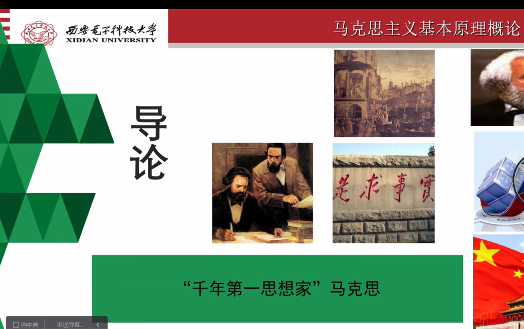 西安电子科技大学
XIDIAN UNIVERSITY
马克思主义基本原理概论
导
论
是求事實
“千年第一思想家”马克思